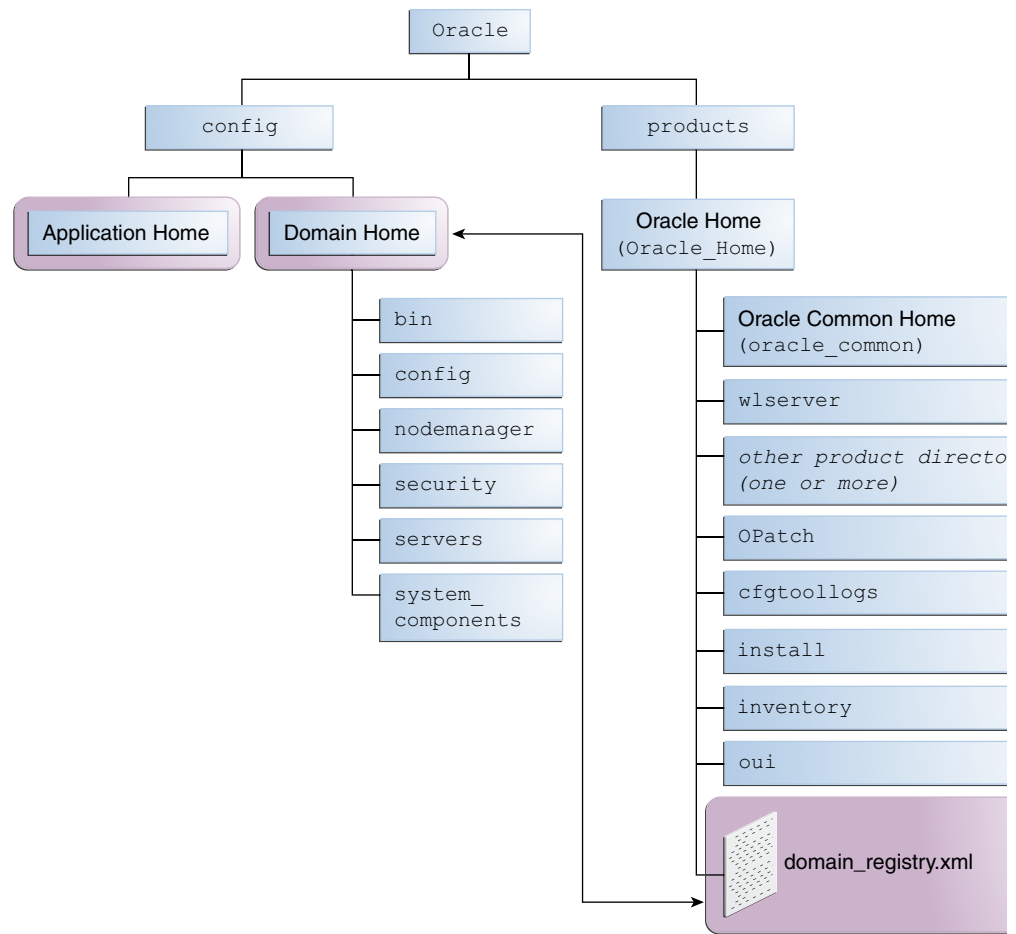 Oracle
config
products
Application Home
Domain Home
Oracle Home
(Oracle_Home)
bin
config
nodemanager
security
servers
system_
components
Oracle Common Home
(oracle_common)
wlserver
other product directo
(one or more)
OPatch
cfgtoollogs
install
inventory
oui
domain_registry.xml